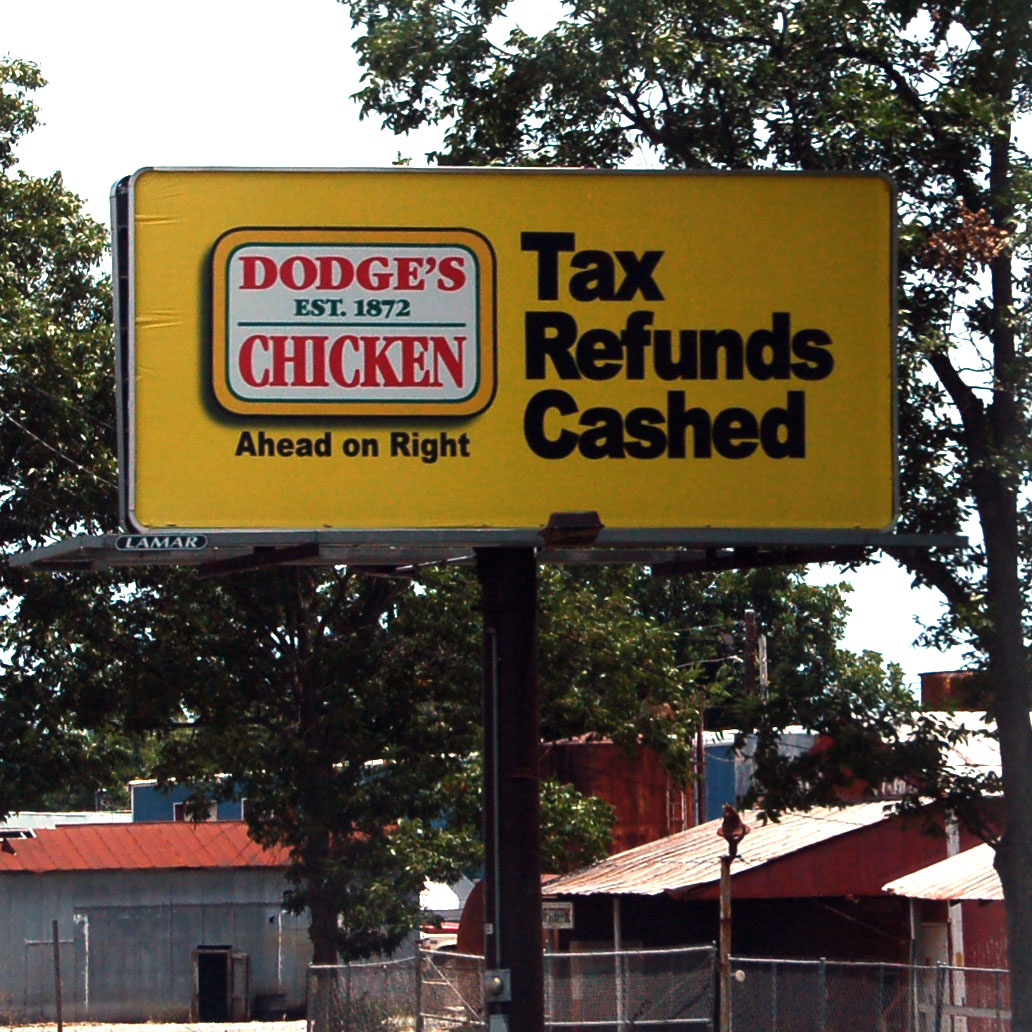 DODGE'S
EST. 1872
CHICKEN
Ahead on Right
Tax
Refunds
Cashed
LAMAR